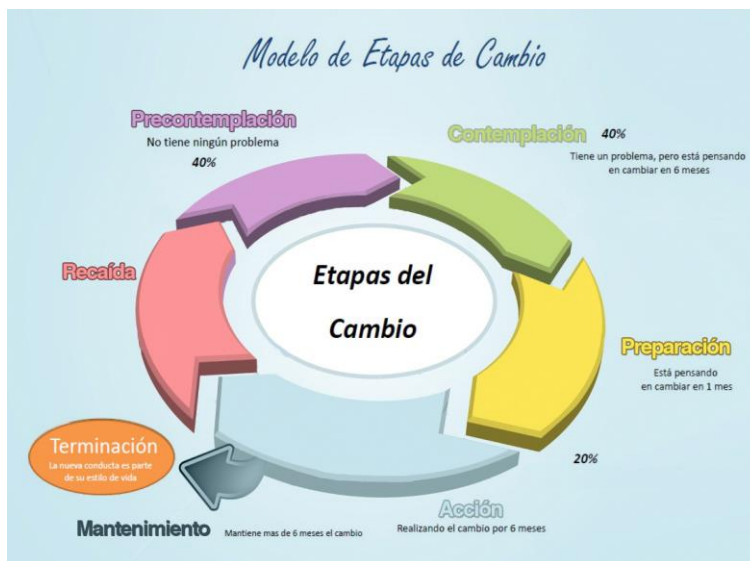 Modelo de Etapas de Cambio
Precontemplación
No tiene ningún problema
40%
Contemplación 40%
Tiene un problema, pero está pensando
en cambiar en 6 meses
Recaída
Etapas del
Cambio
Preparación
Está pensando
en cambiar en 1 mes
20%
Terminación
La nueva conducta es parte
de su estilo de vida
Acción
Realizando el cambio por 6 meses
Mantenimiento Mantiene mas de 6 meses el cambio